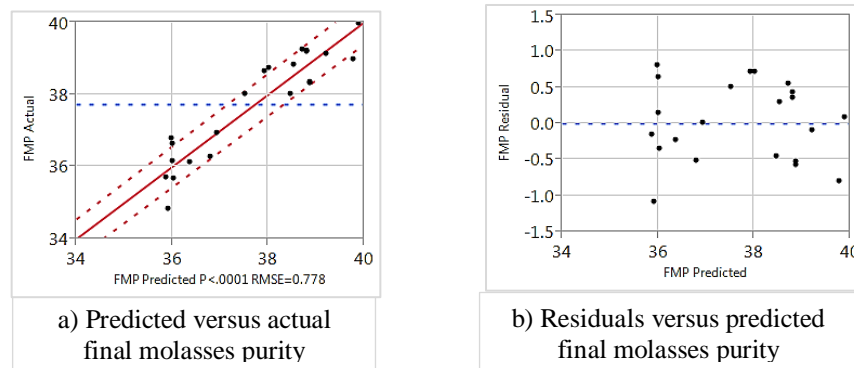 40
38
36
34
FMP Actual
34 36 38 40
FMP Predicted P<.0001 RMSE=0.778
a) Predicted versus actual
final molasses purity
1.5
1.0
0.5
0.0
-0.5
-1.0
-1.5
FMP Residual
34 36 38 40
FMP Predicted
b) Residuals versus predicted
final molasses purity